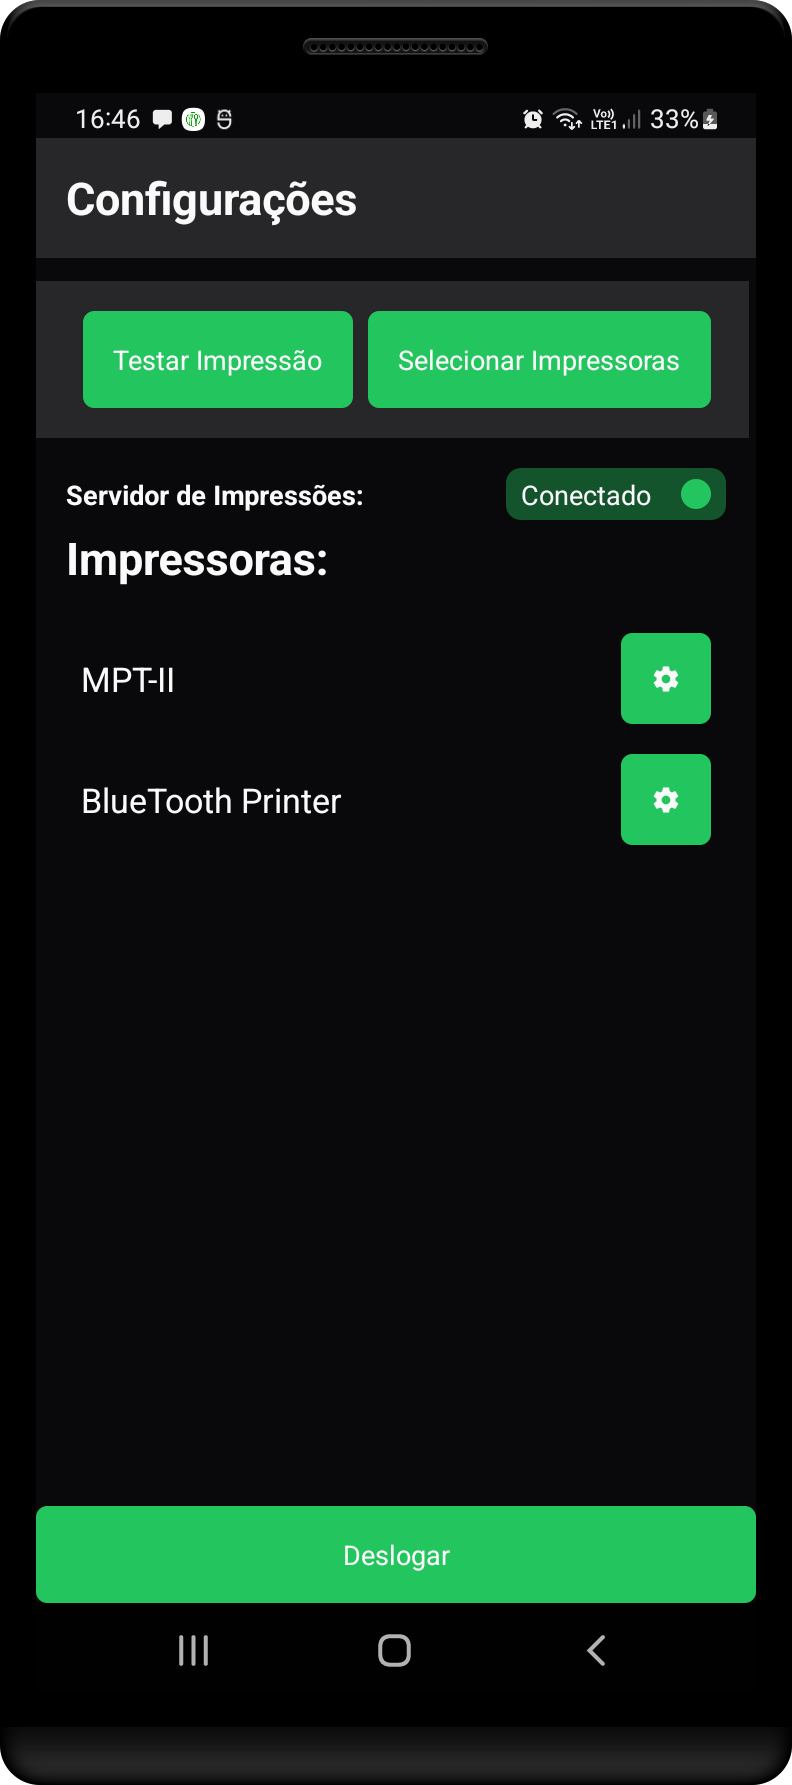 16:46
Vo)) LTE1 33%
Configurações
Testar Impressão Selecionar Impressoras
Servidor de Impressões: Conectado
Impressoras:
MPT-II
BlueTooth Printer
Deslogar